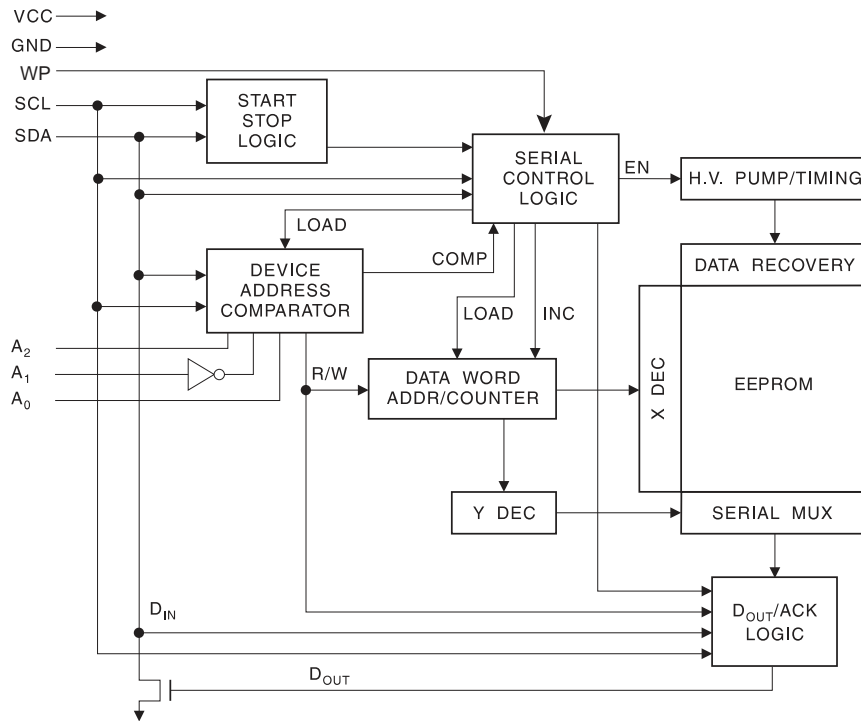 VCC
GND
WP
SCL
SDA
START
STOP
LOGIC
SERIAL
CONTROL
LOGIC
EN
H.V. PUMP/TIMING
LOAD
COMP
DEVICE
ADDRESS
COMPARATOR
DATA RECOVERY
LOAD
INC
A2
A1
A0
R/W
DATA WORD
ADDR/COUNTER
X DEC
EEPROM
Y DEC
SERIAL MUX
DIN
DOUT/ACK
LOGIC
DOUT